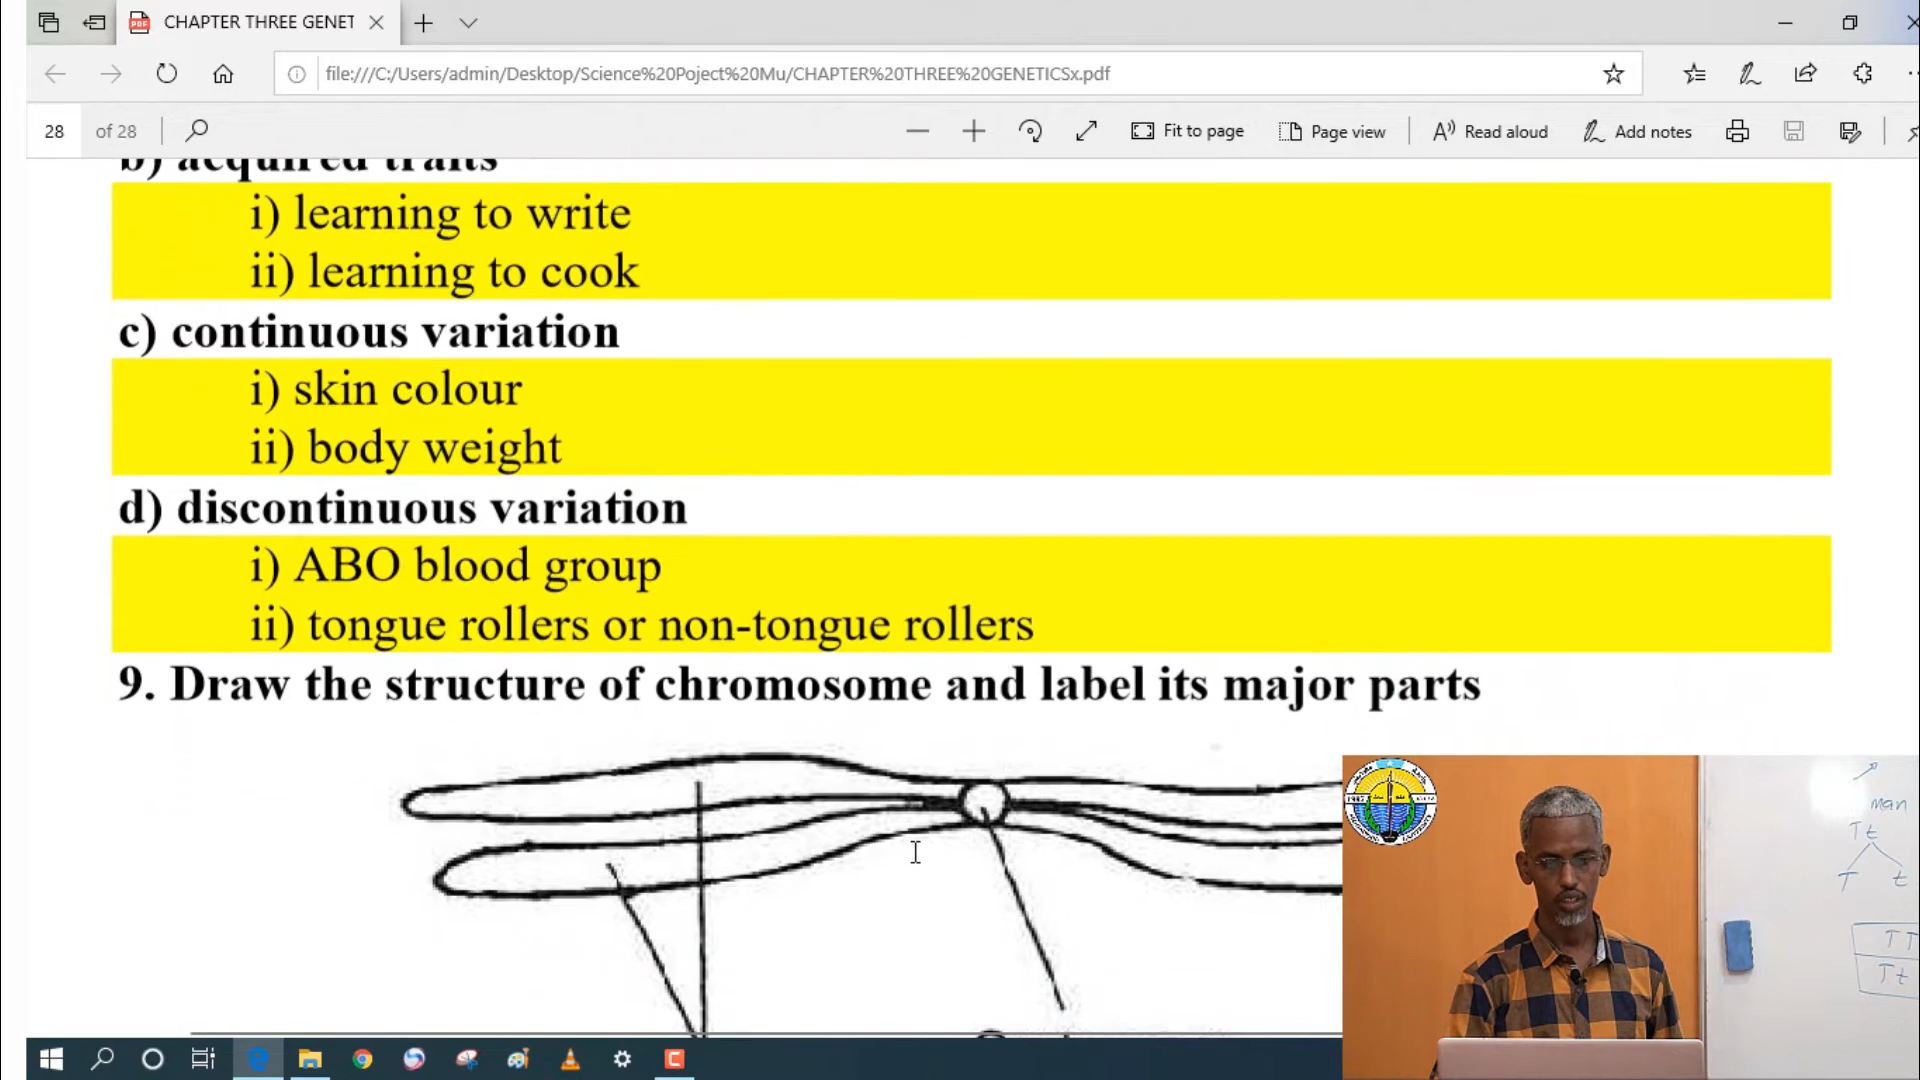 CHAPTER THREE GENET
file:///C:/Users/admin/Desktop/Science%20Poject%20Mu/CHAPTER%20THREE%20GENETICSx.pdf
28 of 28 Fit to page Page view Read aloud Add notes
b) acquired traits
i) learning to write
ii) learning to cook
c) continuous variation
i) skin colour
ii) body weight
d) discontinuous variation
i) ABO blood group
ii) tongue rollers or non-tongue rollers
9. Draw the structure of chromosome and label its major parts
man
Tt
T t
TT
Tt